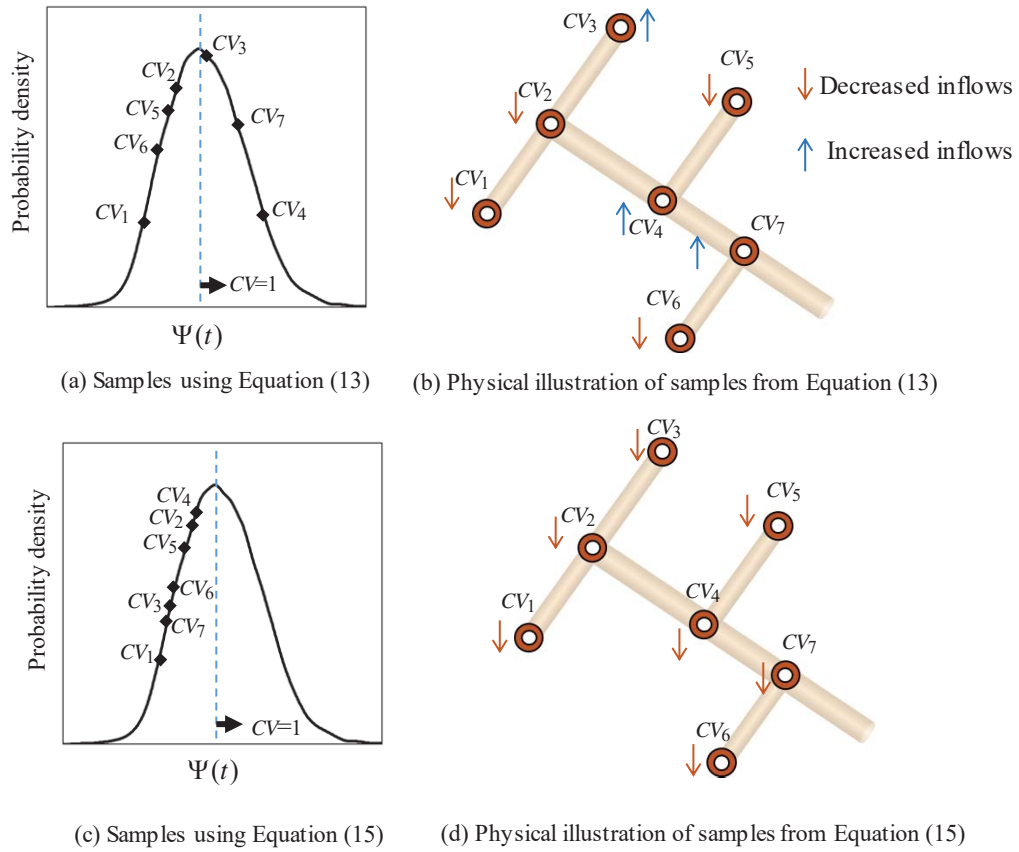 Probability density
CV2
CV5
CV6
CV1
CV3
CV7
CV4
CV=1
Ψ(t)
(a) Samples using Equation (13)
CV3
CV2
CV1
CV5
CV4
CV7
CV6
Decreased inflows
Increased inflows
(b) Physical illustration of samples from Equation (13)
Probability density
CV4
CV2
CV5
CV6
CV3
CV7
CV1
CV=1
Ψ(t)
(c) Samples using Equation (15)
CV3
CV2
CV1
CV5
CV4
CV7
CV6
(d) Physical illustration of samples from Equation (15)